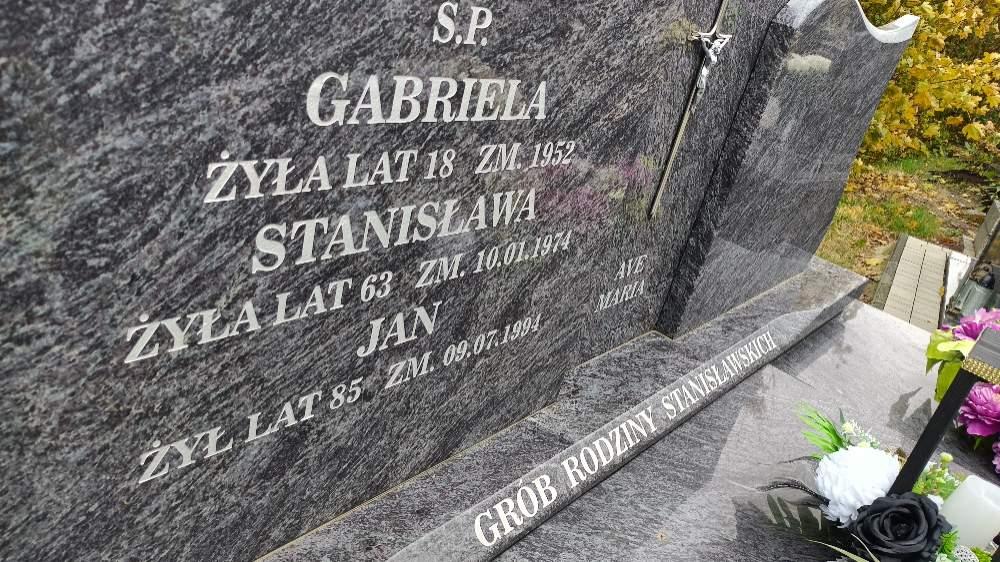 S.P.
GABRIELA
ŻYŁA LAT 18 ZM. 1952
STANISŁAWA
ŻYŁA LAT 63 ZM. 10.01.1974
JAN
ŻYŁ LAT 85 ZM. 09.07.1994
AVE
MARIA
GRÓB RODZINY STANISŁAWSKICH